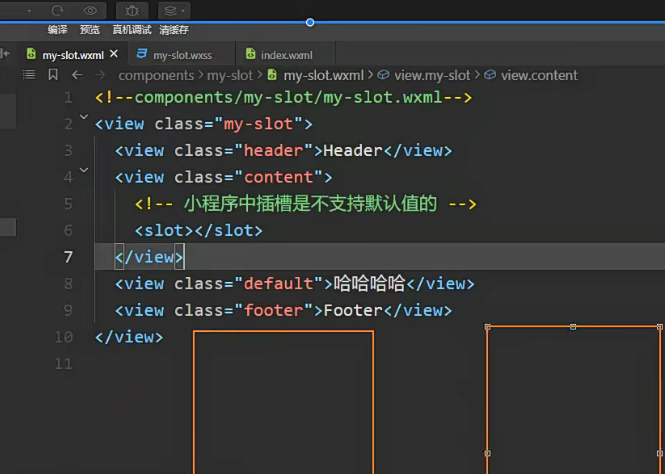 编译 预览 真机调试 清缓存
my-slot.wxml my-slot.wxss index.wxml
components > my-slot > my-slot.wxml > view.my-slot > view.content
1 <!--components/my-slot/my-slot.wxml-->
2 <view class="my-slot">
3 <view class="header">Header</view>
4 <view class="content">
5 <!-- 小程序中插槽是不支持默认值的 -->
6 <slot></slot>
7 </view>
8 <view class="default">哈哈哈哈</view>
9 <view class="footer">Footer</view>
10 </view>
11